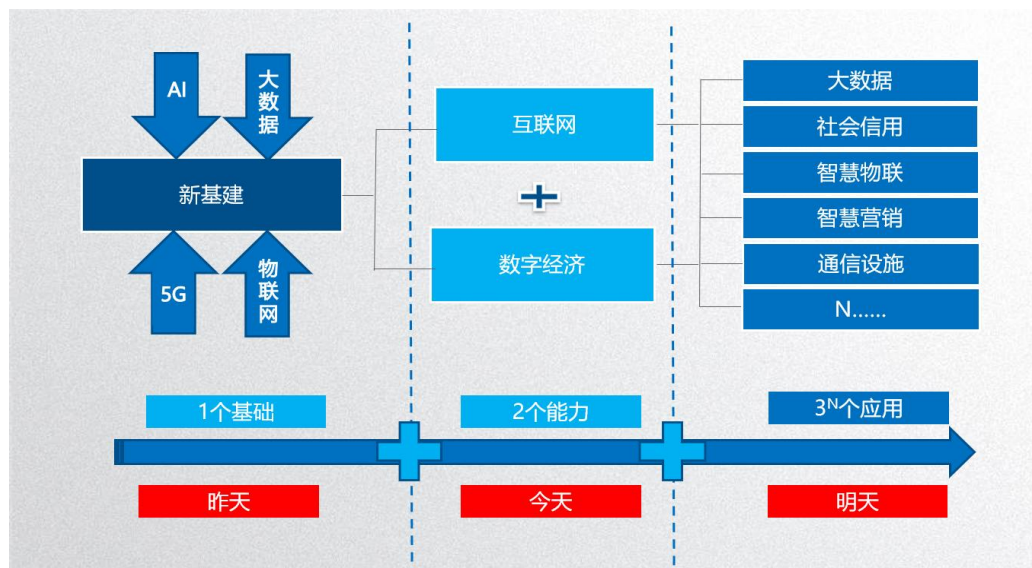 AI
大数据
新基建
5G
物联网
互联网
数字经济
大数据
社会信用
智慧物联
智慧营销
通信设施
N……
1个基础
2个能力
3ᴺ个应用
昨天
今天
明天